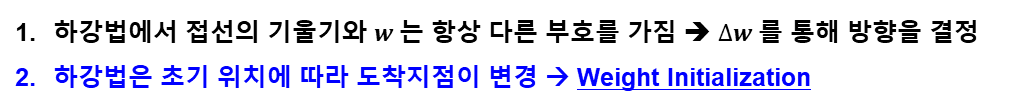 1. 하강법에서 접선의 기울기와 w 는 항상 다른 부호를 가짐 ➔ Δw 를 통해 방향을 결정
2. 하강법은 초기 위치에 따라 도착지점이 변경 → Weight Initialization